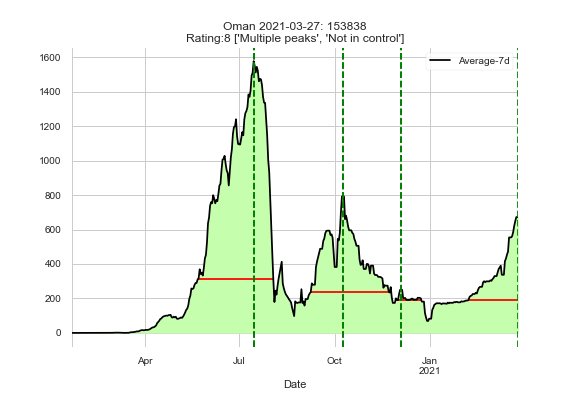 Oman 2021-03-27: 153838
Rating:8 ['Multiple peaks', 'Not in control']
Average-7d
1600
1400
1200
1000
800
600
400
200
0
Apr
Jul
Oct
Jan
2021
Date